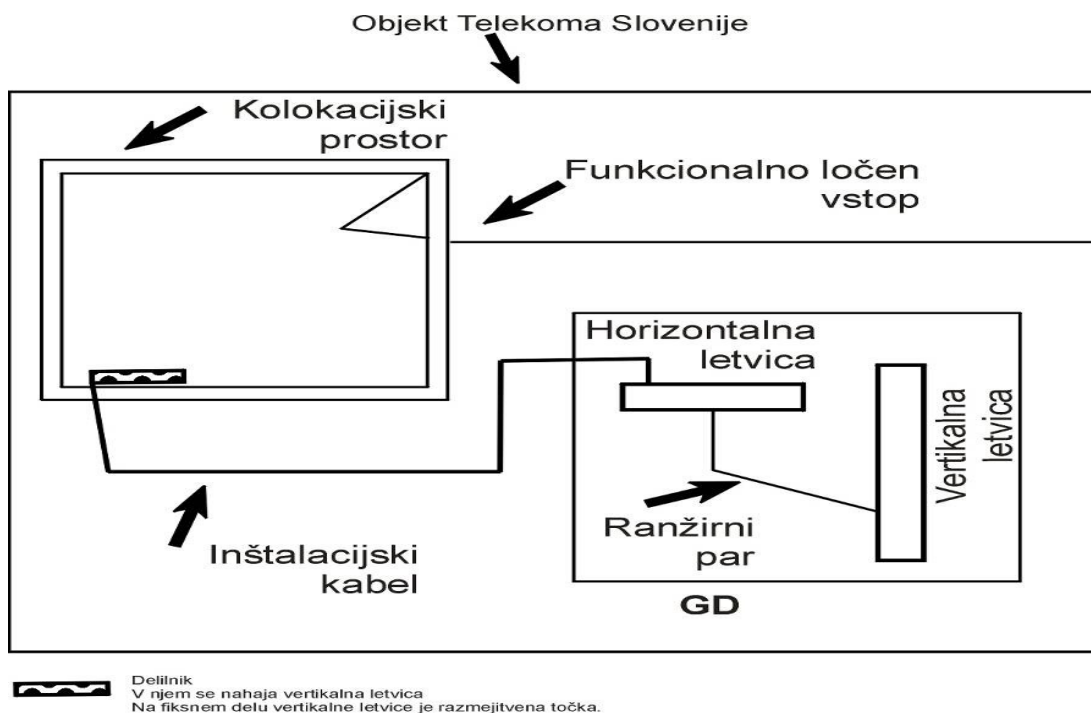 Objekt Telekoma Slovenije
Kolokacijski
prostor
Funkcionalno ločen
vstop
Horizontalna
letvica
Vertikalna
letvica
Ranžirni
par
Inštalacijski
kabel
GD
Delilnik
V njem se nahaja vertikalna letvica
Na fiksnem delu vertikalne letvice je razmejitvena točka.